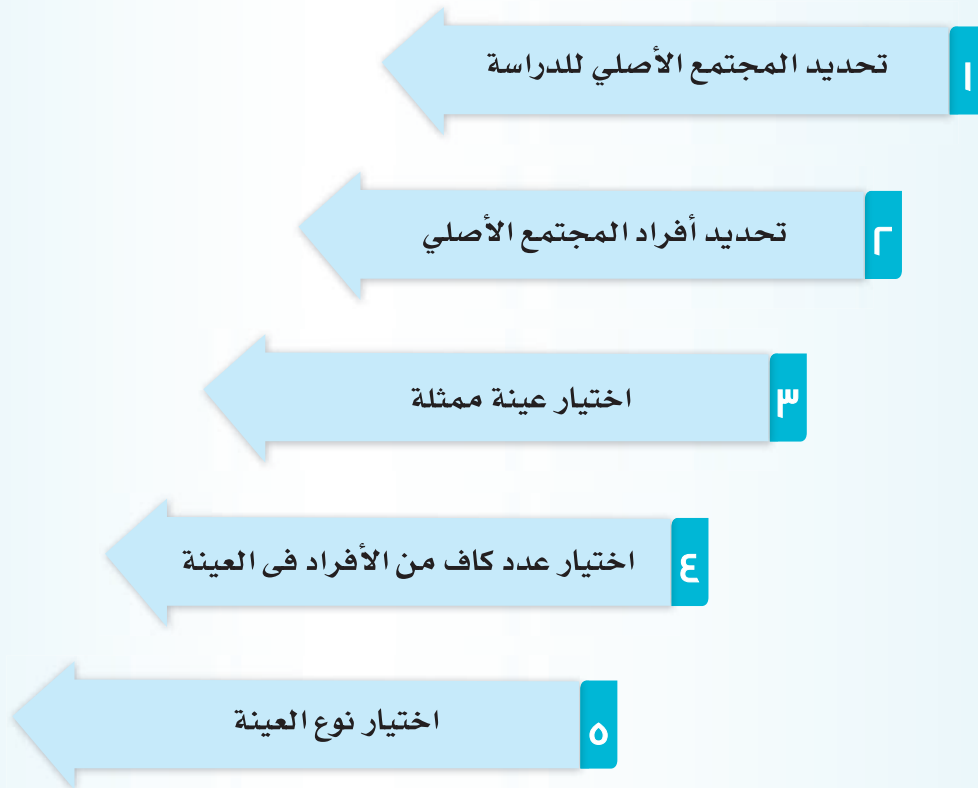 ١ تحديد المجتمع الأصلي للدراسة
٢ تحديد أفراد المجتمع الأصلي
٣ اختيار عينة ممثلة
٤ اختيار عدد كاف من الأفراد فى العينة
٥ اختيار نوع العينة